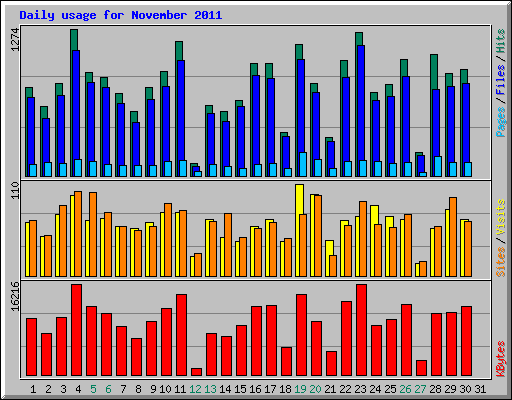 Daily usage for November 2011
1274
Pages / Files / Hits
110
Sites / Visits
16216
KBytes
1 2 3 4 5 6 7 8 9 10 11 12 13 14 15 16 17 18 19 20 21 22 23 24 25 26 27 28 29 30 31